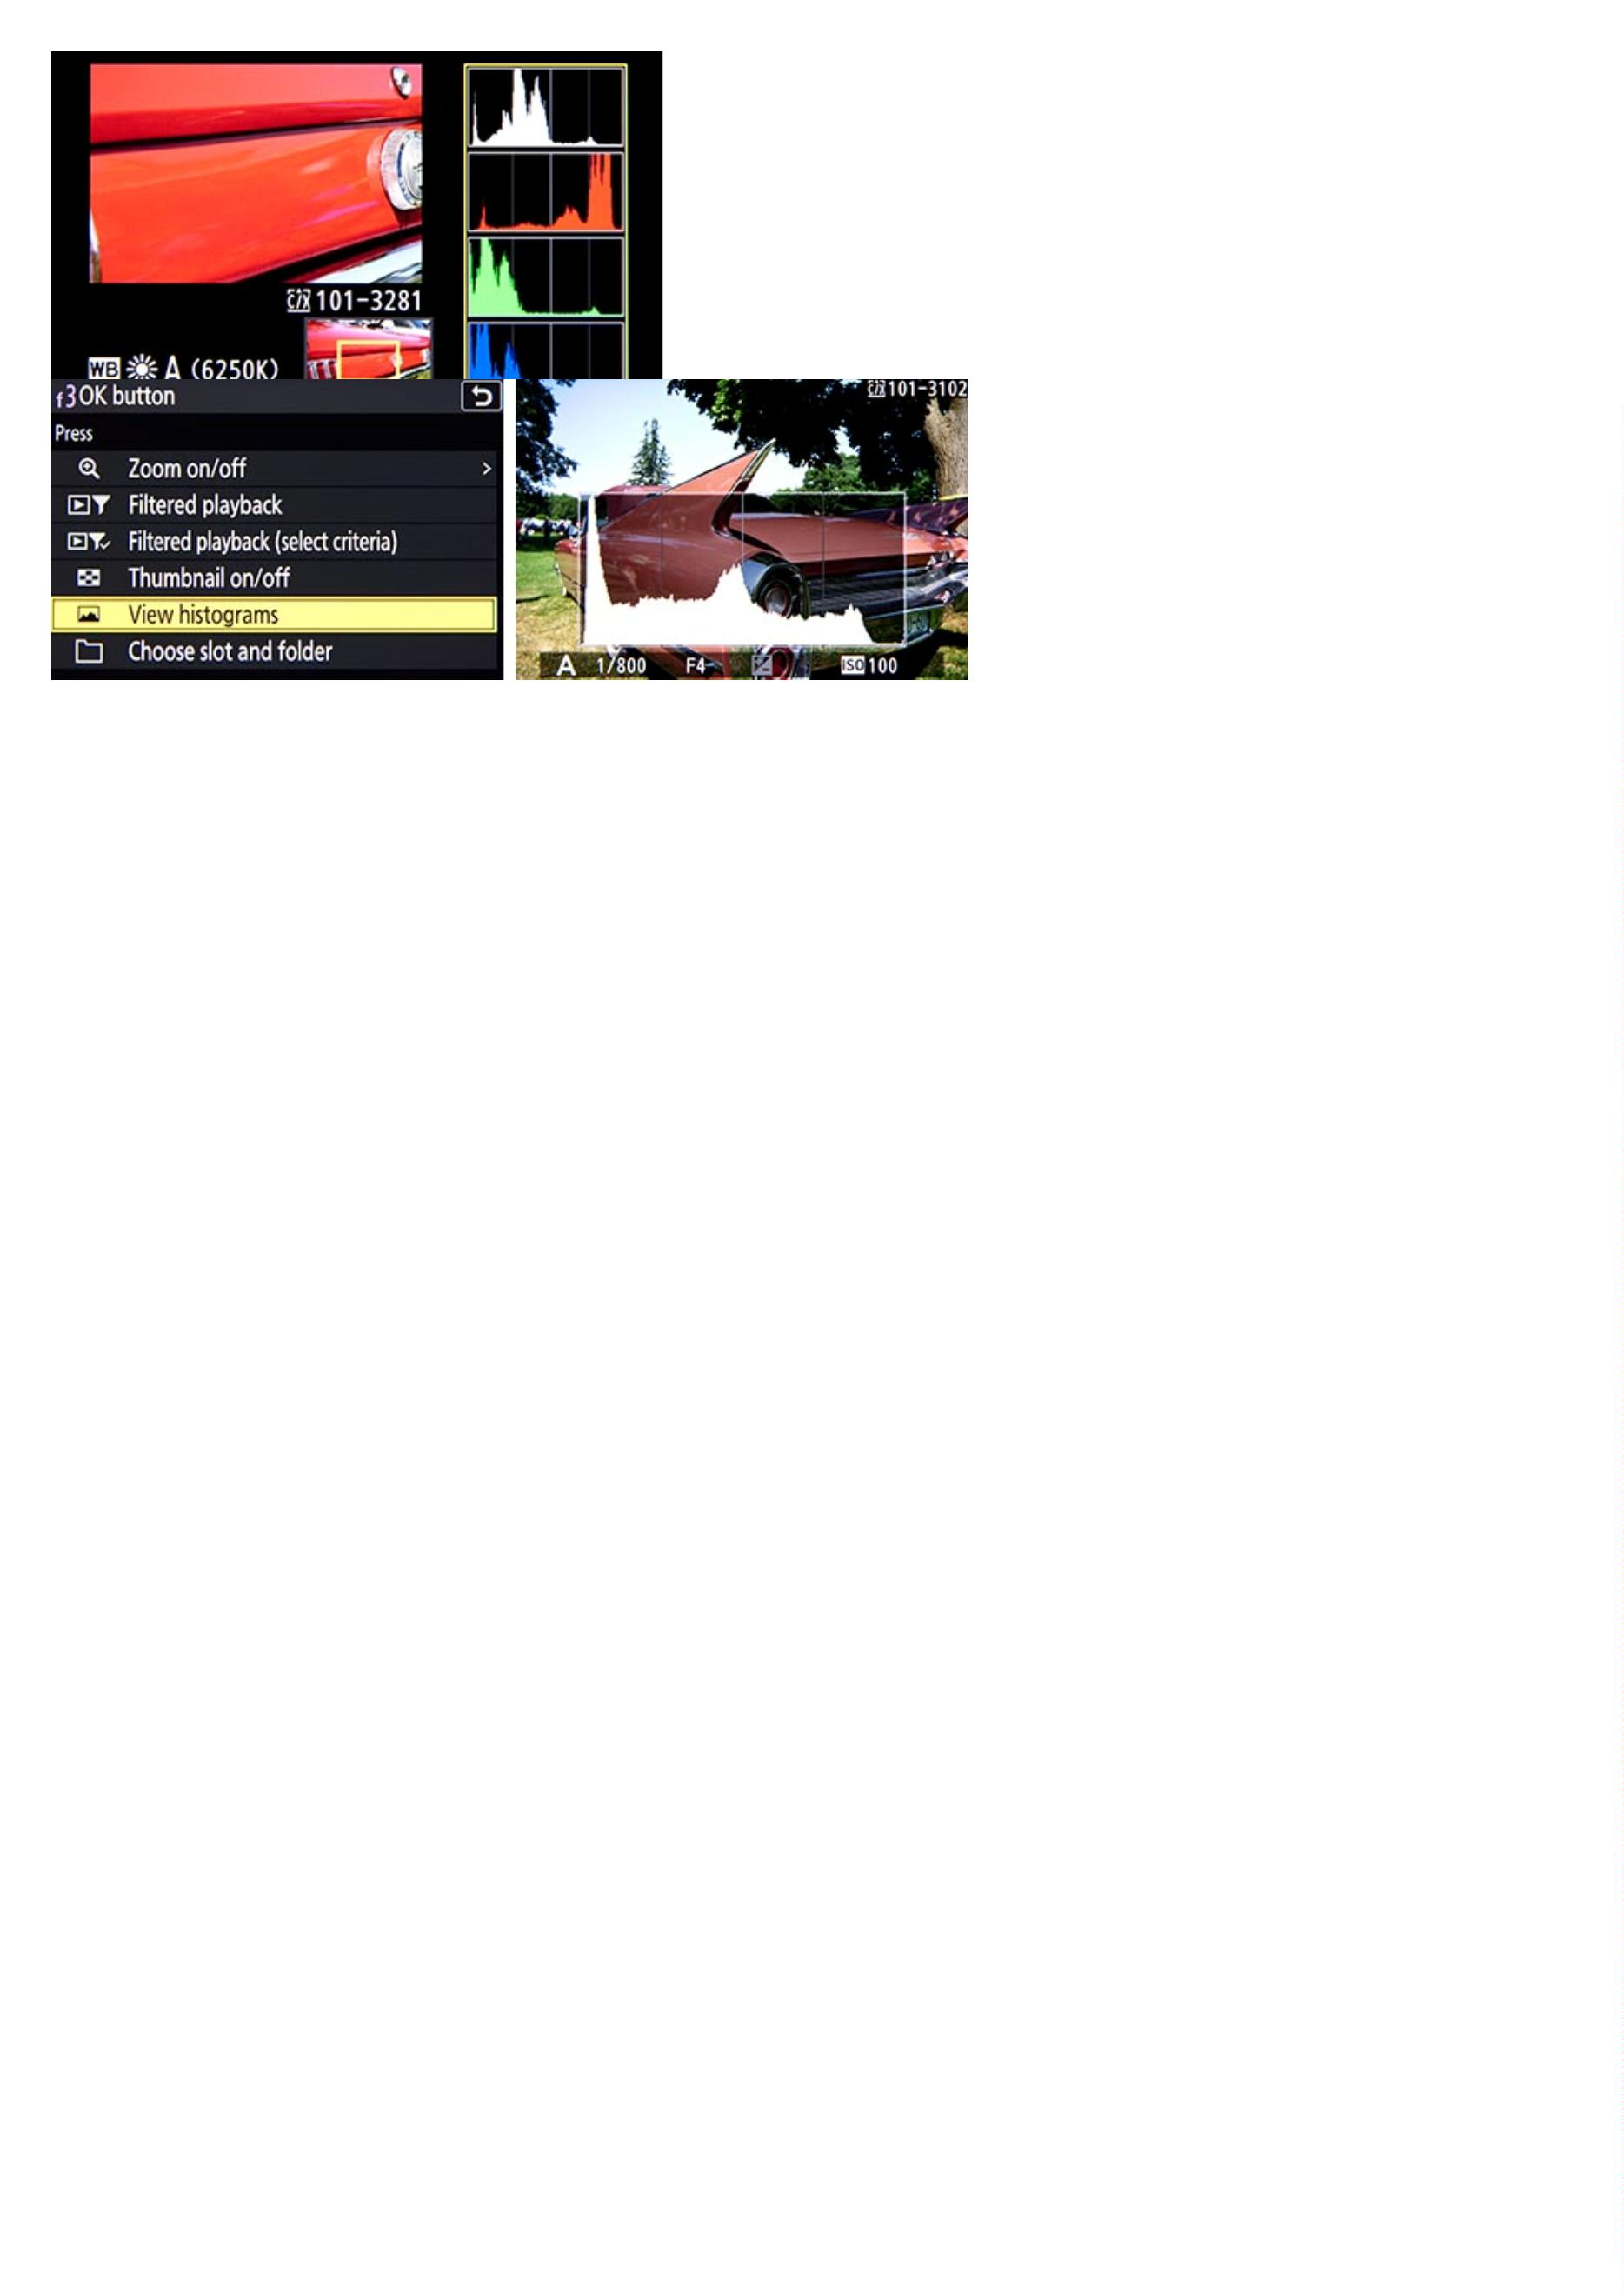 101-3281
WB A (6250K)
f3 OK button
Press
Zoom on/off >
Filtered playback
Filtered playback (select criteria)
Thumbnail on/off
View histograms
Choose slot and folder
101-3102
A 1/800 F4 ISO 100